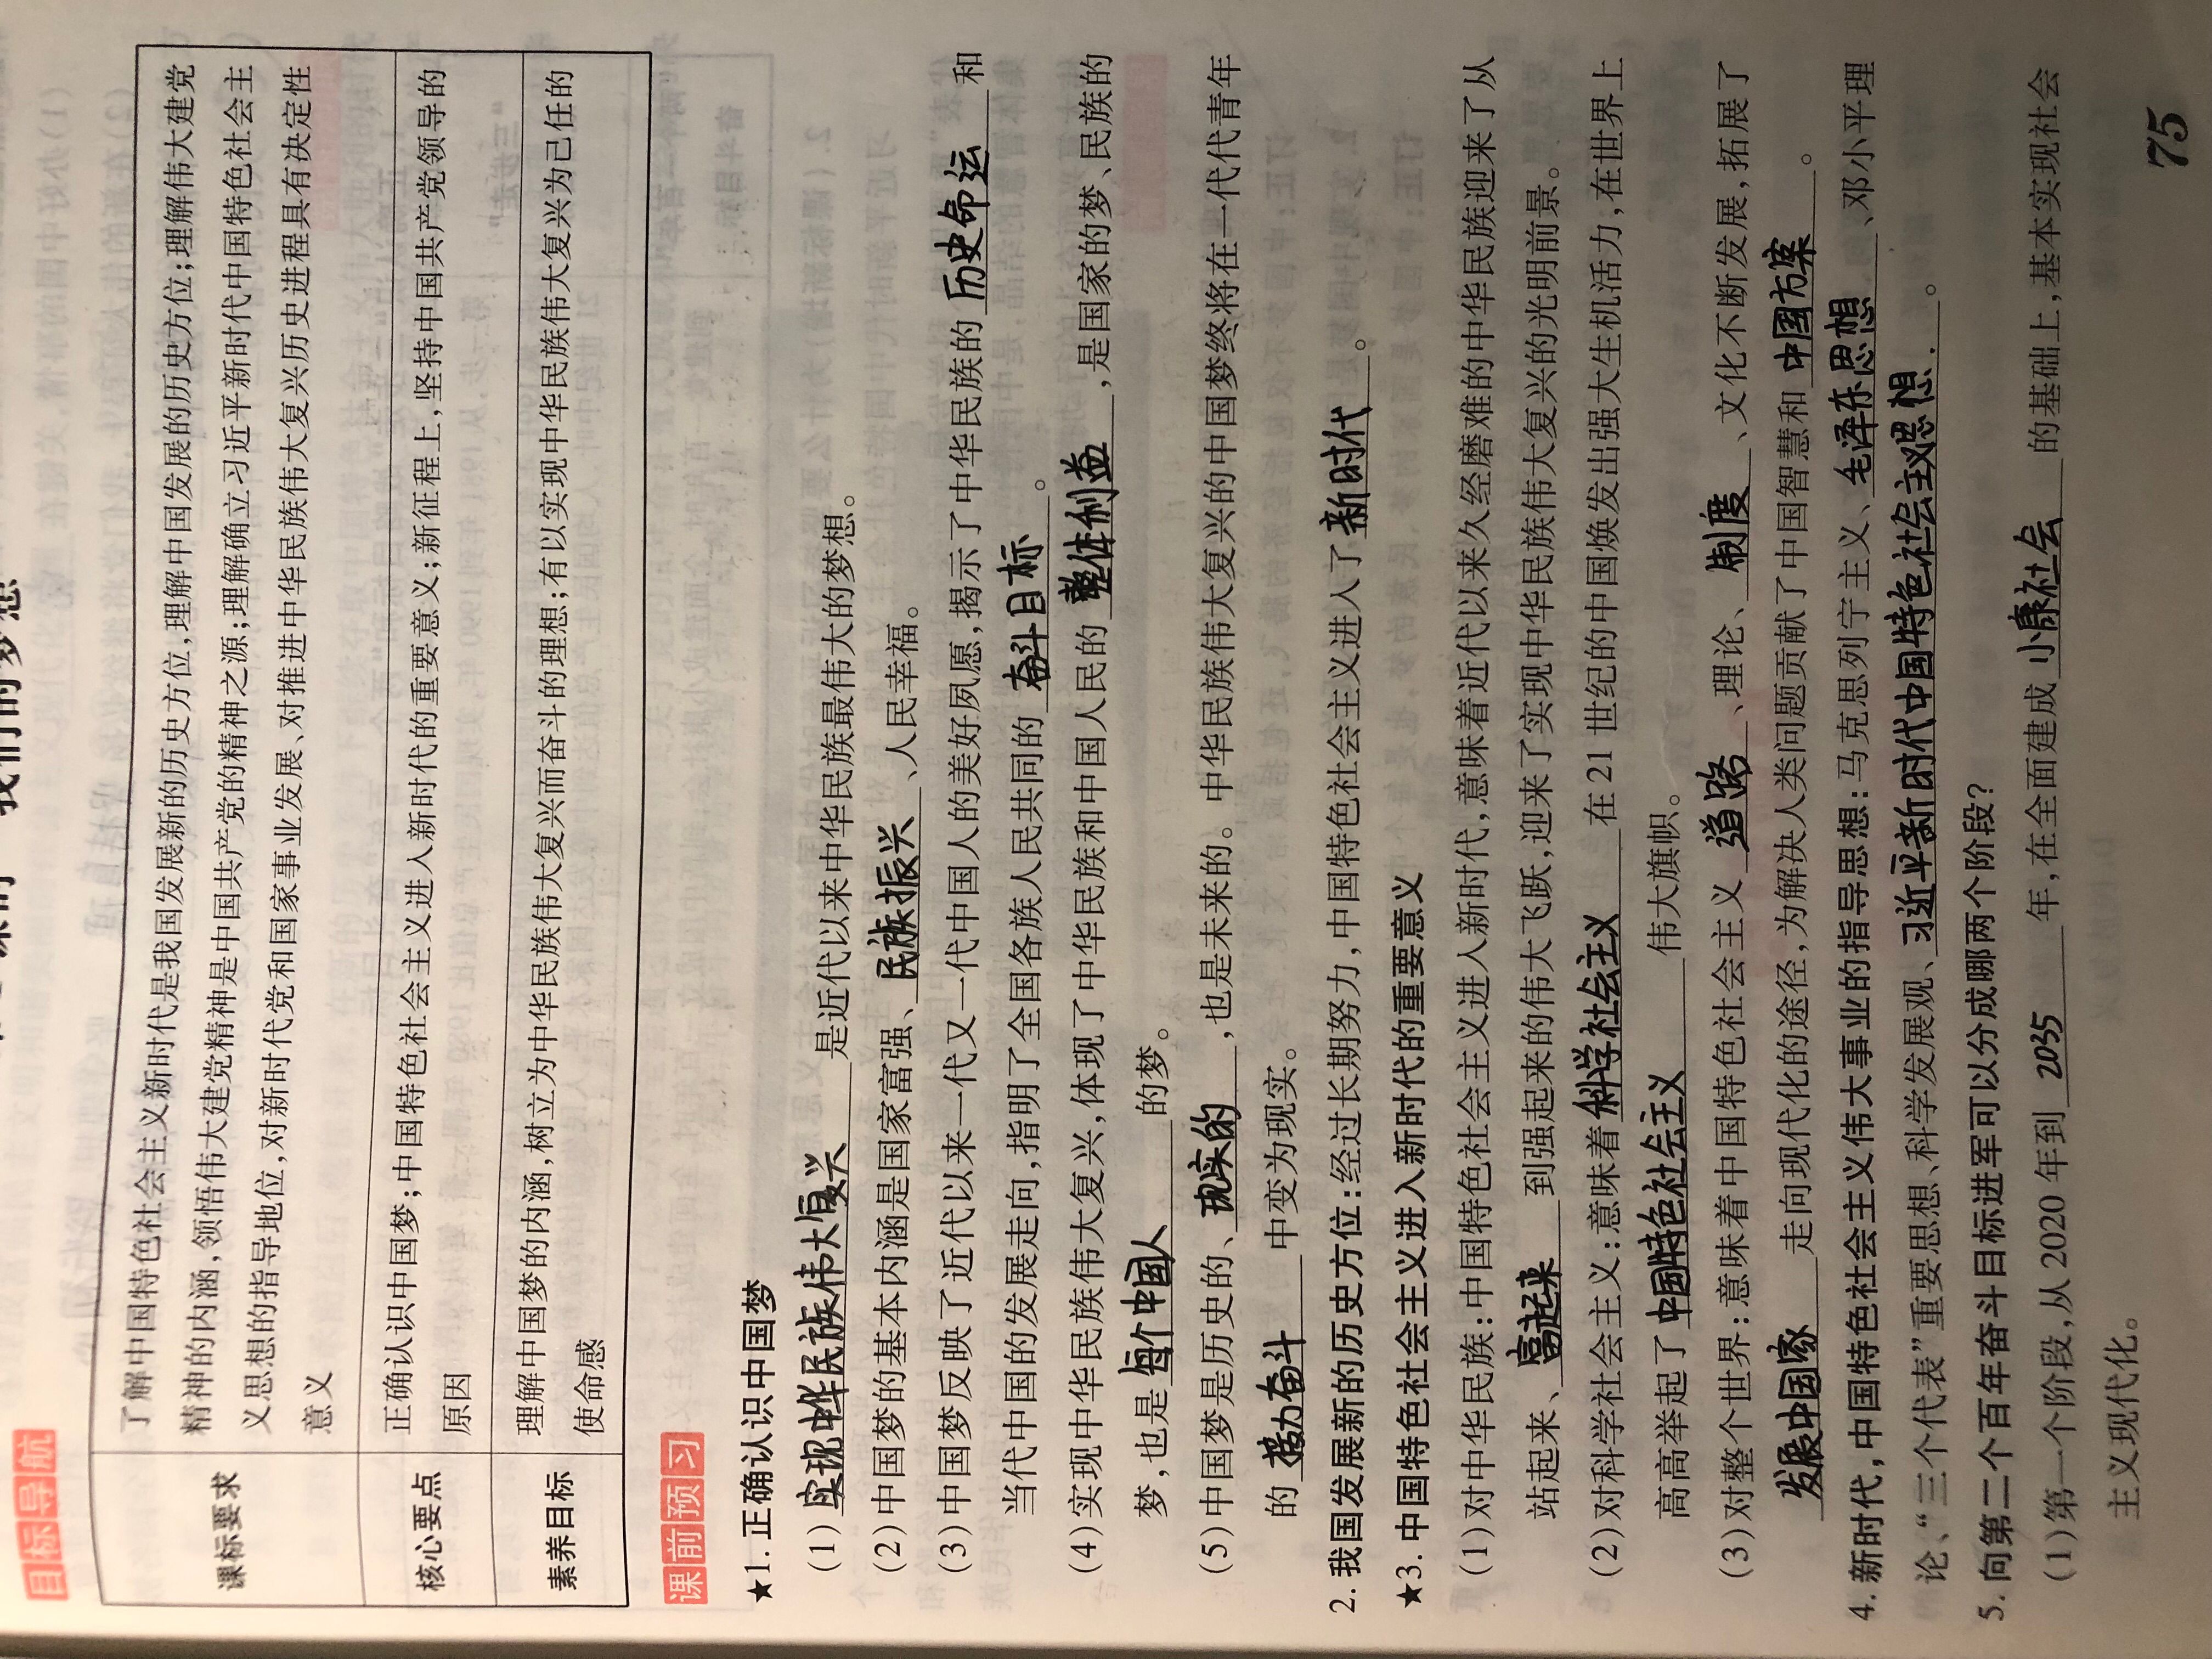 我们的梦想
目标导航
课标要求
了解中国特色社会主义新时代是我国发展新的历史方位,理解中国发展的历史方位;理解伟大建党
精神的内涵,领悟伟大建党精神是中国共产党的精神之源;理解确立习近平新时代中国特色社会主
义思想的指导地位,对新时代党和国家事业发展、对推进中华民族伟大复兴历史进程具有决定性
意义
核心要点
正确认识中国梦;中国特色社会主义进入新时代的重要意义;新征程上,坚持中国共产党领导的
原因
素养目标
理解中国梦的内涵,树立为中华民族伟大复兴而奋斗的理想;有以实现中华民族伟大复兴为己任的
使命感
课前预习
★1.正确认识中国梦
(1)实现中华民族伟大复兴是近代以来中华民族最伟大的梦想。
(2)中国梦的基本内涵是国家富强、民族振兴、人民幸福。
(3)中国梦反映了近代以来一代又一代中国人的美好夙愿,揭示了中华民族的历史命运和
当代中国的发展走向,指明了全国各族人民共同的奋斗目标。
(4)实现中华民族伟大复兴,体现了中华民族和中国人民的整体利益,是国家的梦、民族的
梦,也是每个中国人的梦。
(5)中国梦是历史的、现实的,也是未来的。中华民族伟大复兴的中国梦终将在一代代青年
的接力奋斗中变为现实。
2.我国发展新的历史方位:经过长期努力,中国特色社会主义进入了新时代。
★3.中国特色社会主义进入新时代的重要意义
(1)对中华民族:中国特色社会主义进入新时代,意味着近代以来久经磨难的中华民族迎来了从
站起来、富起来到强起来的伟大飞跃,迎来了实现中华民族伟大复兴的光明前景。
(2)对科学社会主义:意味着科学社会主义在21世纪的中国焕发出强大生机活力,在世界上
高高举起了中国特色社会主义伟大旗帜。
(3)对整个世界:意味着中国特色社会主义道路、理论、制度、文化不断发展,拓展了
发展中国家走向现代化的途径,为解决人类问题贡献了中国智慧和中国方案。
4.新时代,中国特色社会主义伟大事业的指导思想:马克思列宁主义、毛泽东思想、邓小平理
论、“三个代表”重要思想、科学发展观、习近平新时代中国特色社会主义思想。
5.向第二个百年奋斗目标进军可以分成哪两个阶段?
(1)第一个阶段,从2020年到2035年,在全面建成小康社会的基础上,基本实现社会
主义现代化。
75